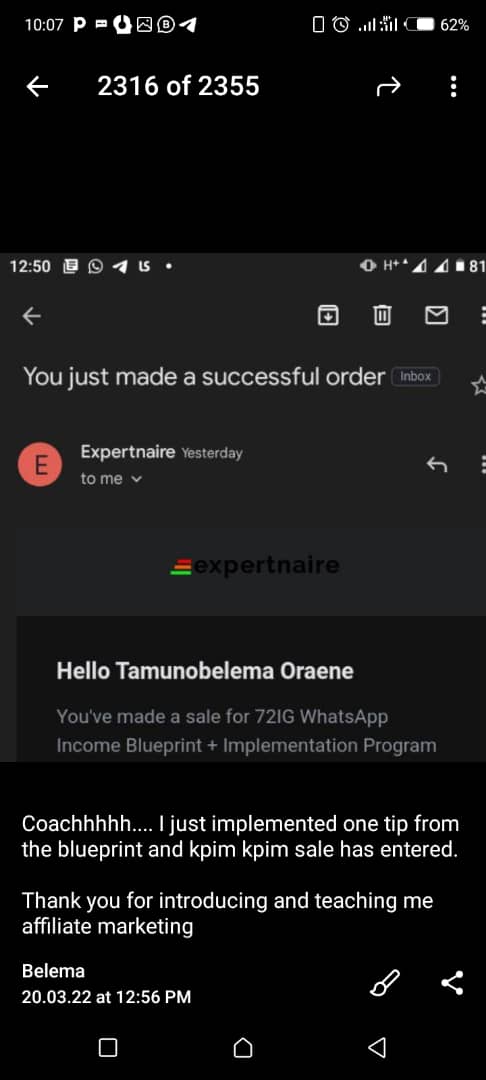 10:07
62%
2316 of 2355
12:50
LS
H+
81
You just made a successful order
Inbox
E
Expertnaire Yesterday
to me
expertnaire
Hello Tamunobelema Oraene
You've made a sale for 72IG WhatsApp
Income Blueprint + Implementation Program
Coachhhhh.... I just implemented one tip from
the blueprint and kpim kpim sale has entered.
Thank you for introducing and teaching me
affiliate marketing
Belema
20.03.22 at 12:56 PM